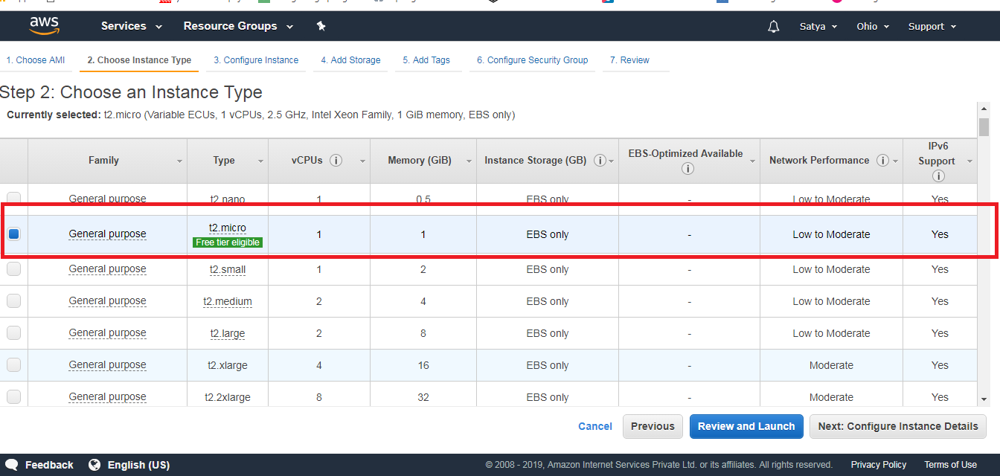 aws Services Resource Groups Satya Ohio Support
1. Choose AMI 2. Choose Instance Type 3. Configure Instance 4. Add Storage 5. Add Tags 6. Configure Security Group 7. Review
Step 2: Choose an Instance Type
Currently selected: t2.micro (Variable ECUs, 1 vCPUs, 2.5 GHz, Intel Xeon Family, 1 GiB memory, EBS only)
Family Type vCPUs i Memory (GiB) Instance Storage (GB) i EBS-Optimized Available i Network Performance i IPv6 Support i
General purpose t2.nano 1 0.5 EBS only - Low to Moderate Yes
General purpose t2.micro Free tier eligible 1 1 EBS only - Low to Moderate Yes
General purpose t2.small 1 2 EBS only - Low to Moderate Yes
General purpose t2.medium 2 4 EBS only - Low to Moderate Yes
General purpose t2.large 2 8 EBS only - Low to Moderate Yes
General purpose t2.xlarge 4 16 EBS only - Moderate Yes
General purpose t2.2xlarge 8 32 EBS only - Moderate Yes
Cancel Previous Review and Launch Next: Configure Instance Details
Feedback English (US) © 2008 - 2019, Amazon Internet Services Private Ltd. or its affiliates. All rights reserved. Privacy Policy Terms of Use